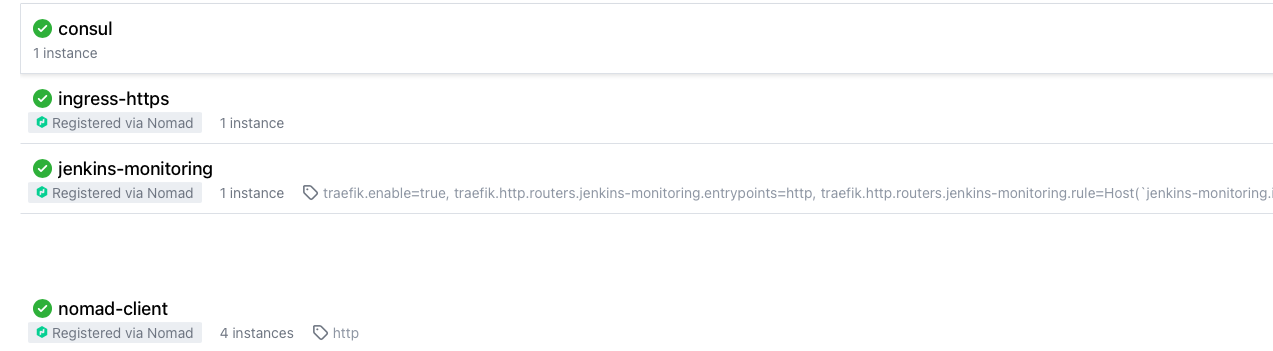 consul
1 instance
ingress-https
Registered via Nomad 1 instance
jenkins-monitoring
Registered via Nomad 1 instance traefik.enable=true, traefik.http.routers.jenkins-monitoring.entrypoints=http, traefik.http.routers.jenkins-monitoring.rule=Host(`jenkins-monitoring.i
nomad-client
Registered via Nomad 4 instances http